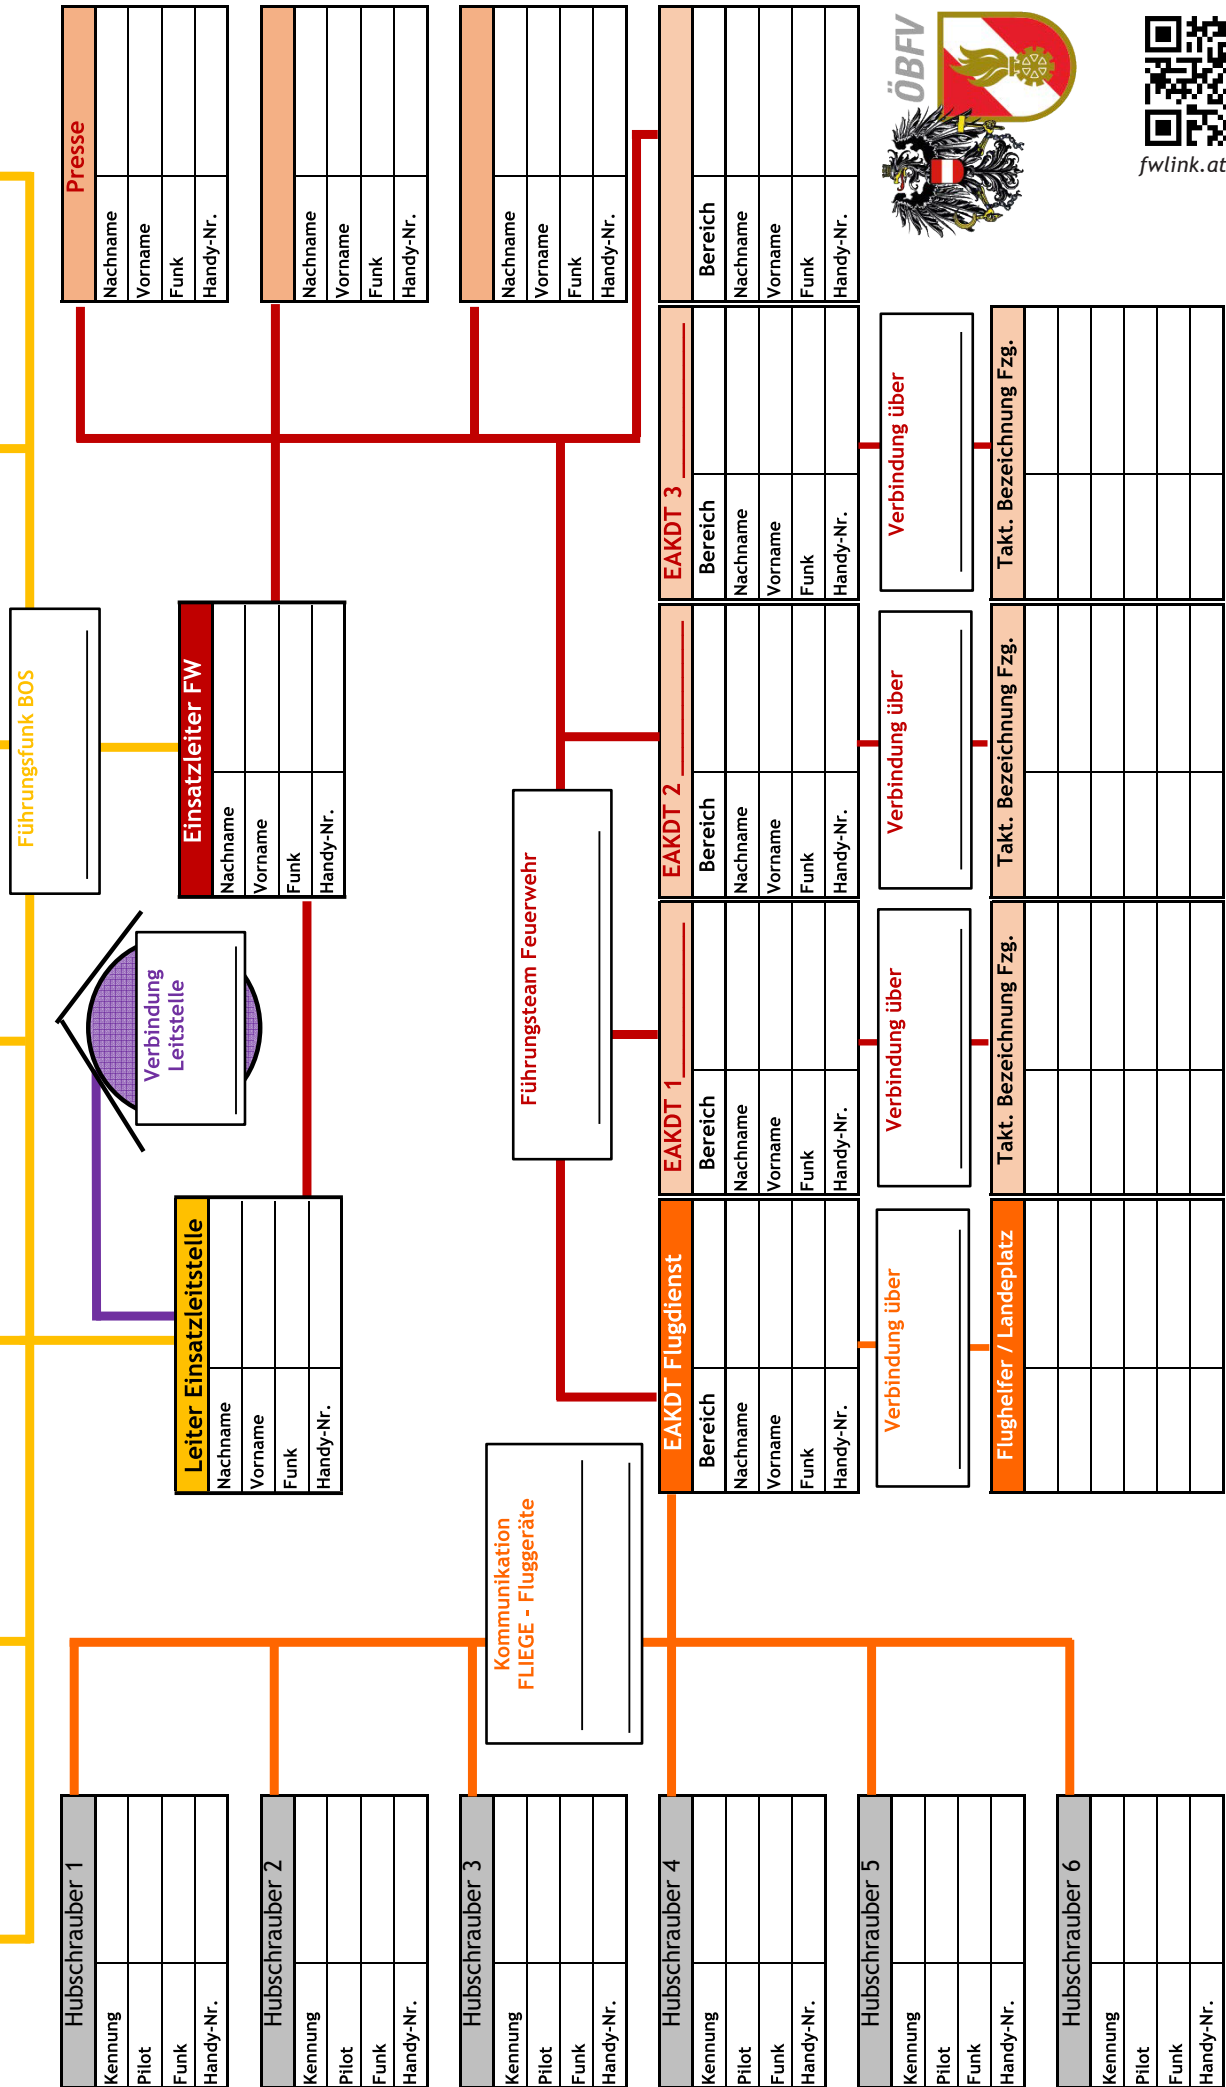 Führungsfunk BOS
Hubschrauber 1
Kennung
Pilot
Funk
Handy-Nr.
Hubschrauber 2
Kennung
Pilot
Funk
Handy-Nr.
Hubschrauber 3
Kennung
Pilot
Funk
Handy-Nr.
Hubschrauber 4
Kennung
Pilot
Funk
Handy-Nr.
Hubschrauber 5
Kennung
Pilot
Funk
Handy-Nr.
Hubschrauber 6
Kennung
Pilot
Funk
Handy-Nr.
Kommunikation
FLIEGE - Fluggeräte
Leiter Einsatzleitstelle
Nachname
Vorname
Funk
Handy-Nr.
Verbindung
Leitstelle
Einsatzleiter FW
Nachname
Vorname
Funk
Handy-Nr.
Presse
Nachname
Vorname
Funk
Handy-Nr.
Nachname
Vorname
Funk
Handy-Nr.
Nachname
Vorname
Funk
Handy-Nr.
Führungsteam Feuerwehr
EAKDT Flugdienst
Bereich
Nachname
Vorname
Funk
Handy-Nr.
Verbindung über
Flughelfer / Landeplatz
EAKDT 1
Bereich
Nachname
Vorname
Funk
Handy-Nr.
Verbindung über
Takt. Bezeichnung Fzg.
EAKDT 2
Bereich
Nachname
Vorname
Funk
Handy-Nr.
Verbindung über
Takt. Bezeichnung Fzg.
EAKDT 3
Bereich
Nachname
Vorname
Funk
Handy-Nr.
Verbindung über
Takt. Bezeichnung Fzg.
Bereich
Nachname
Vorname
Funk
Handy-Nr.
ÖBFV
fwlink.at